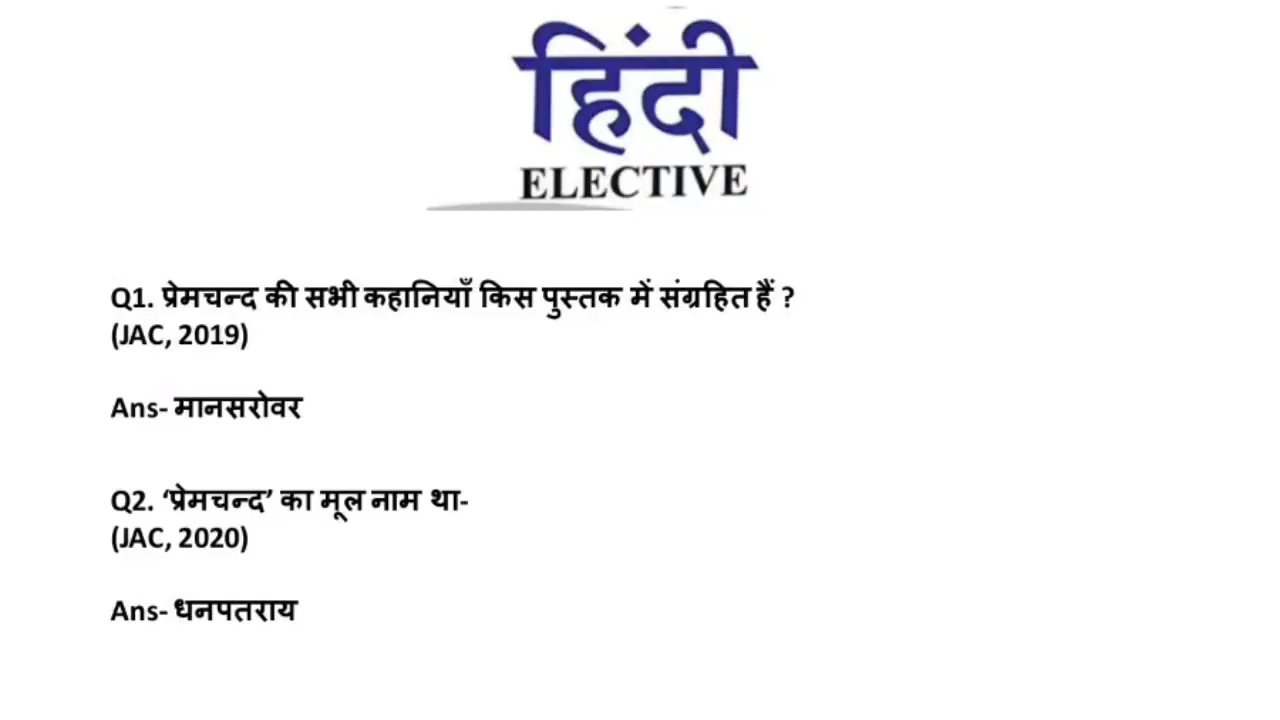 हिंदी
ELECTIVE
Q1. प्रेमचन्द की सभी कहानियाँ किस पुस्तक में संग्रहित हैं ?
(JAC, 2019)
Ans- मानसरोवर
Q2. ‘प्रेमचन्द’ का मूल नाम था-
(JAC, 2020)
Ans- धनपतराय